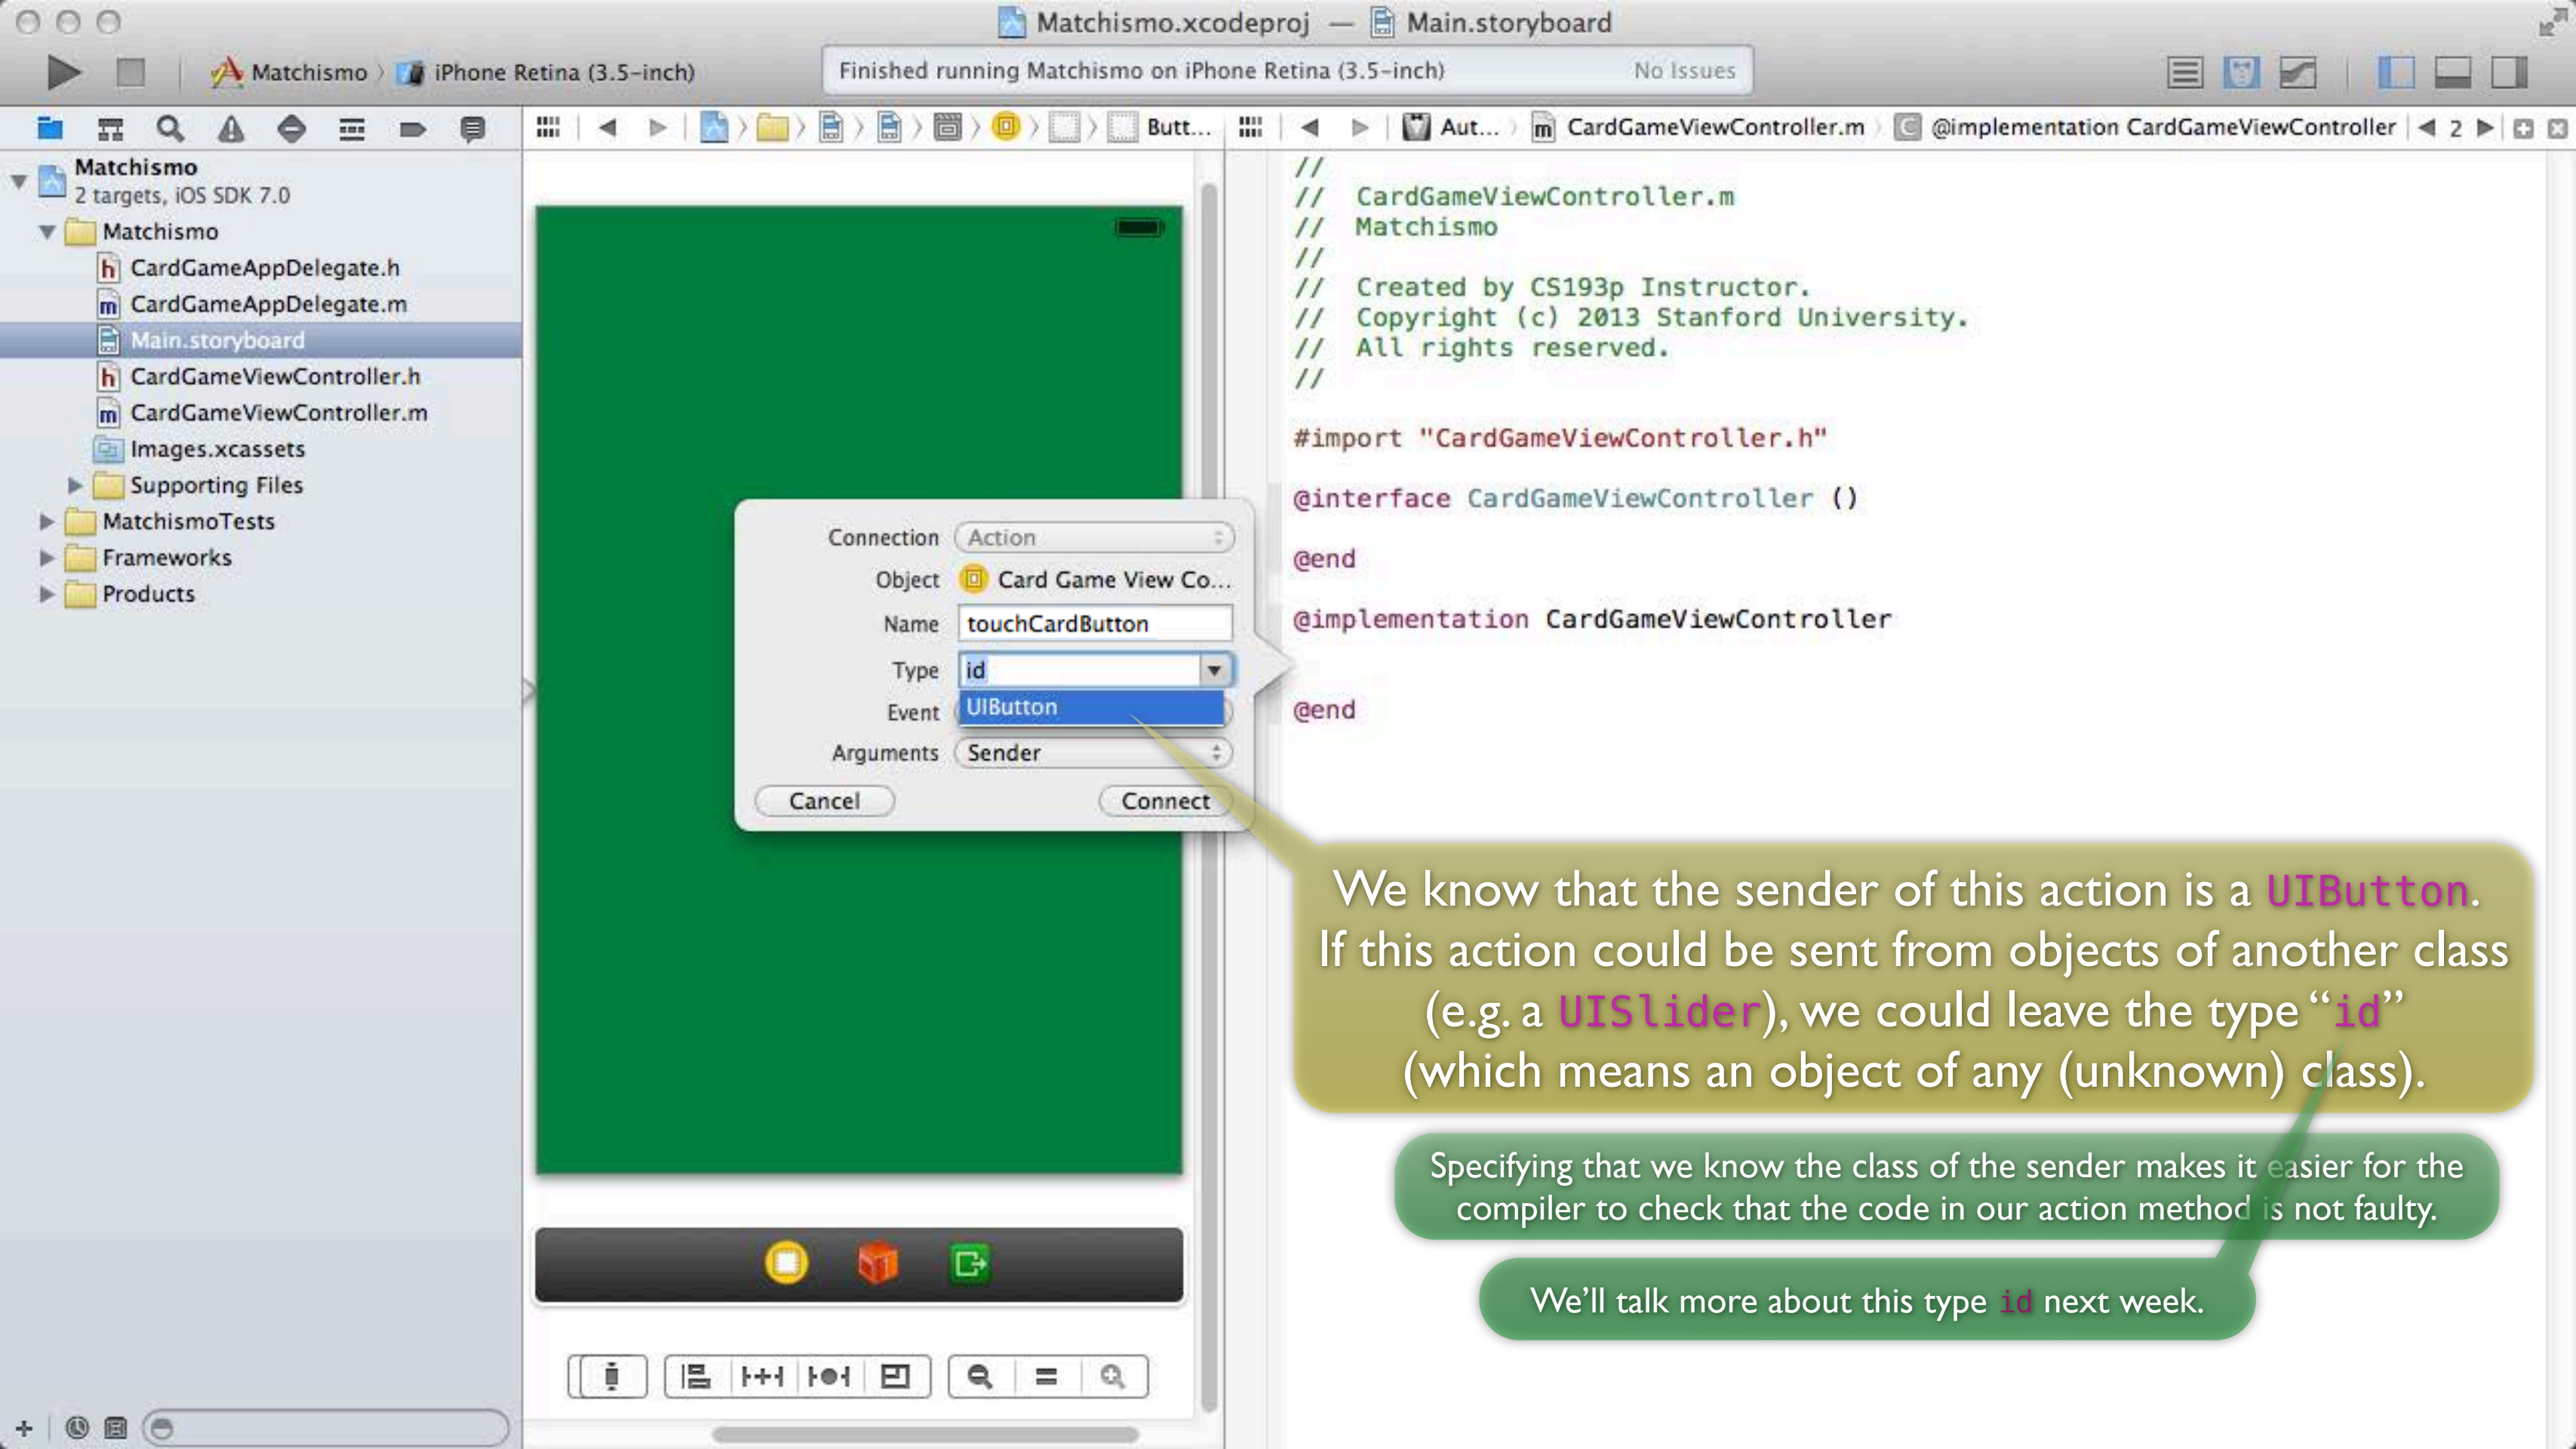 Matchismo.xcodeproj — Main.storyboard
Matchismo
iPhone Retina (3.5-inch)
Finished running Matchismo on iPhone Retina (3.5-inch)
No Issues
Butt...
Aut...
CardGameViewController.m
@implementation CardGameViewController
2
Matchismo
2 targets, iOS SDK 7.0
Matchismo
h CardGameAppDelegate.h
m CardGameAppDelegate.m
Main.storyboard
h CardGameViewController.h
m CardGameViewController.m
Images.xcassets
Supporting Files
MatchismoTests
Frameworks
Products
Connection Action
Object Card Game View Co...
Name touchCardButton
Type id
UIButton
Event
Arguments Sender
Cancel
Connect
//
// CardGameViewController.m
// Matchismo
//
// Created by CS193p Instructor.
// Copyright (c) 2013 Stanford University.
// All rights reserved.
//
#import "CardGameViewController.h"
@interface CardGameViewController ()
@end
@implementation CardGameViewController
@end
We know that the sender of this action is a UIButton.
If this action could be sent from objects of another class
(e.g. a UISlider), we could leave the type “id”
(which means an object of any (unknown) class).
Specifying that we know the class of the sender makes it easier for the
compiler to check that the code in our action method is not faulty.
We’ll talk more about this type id next week.